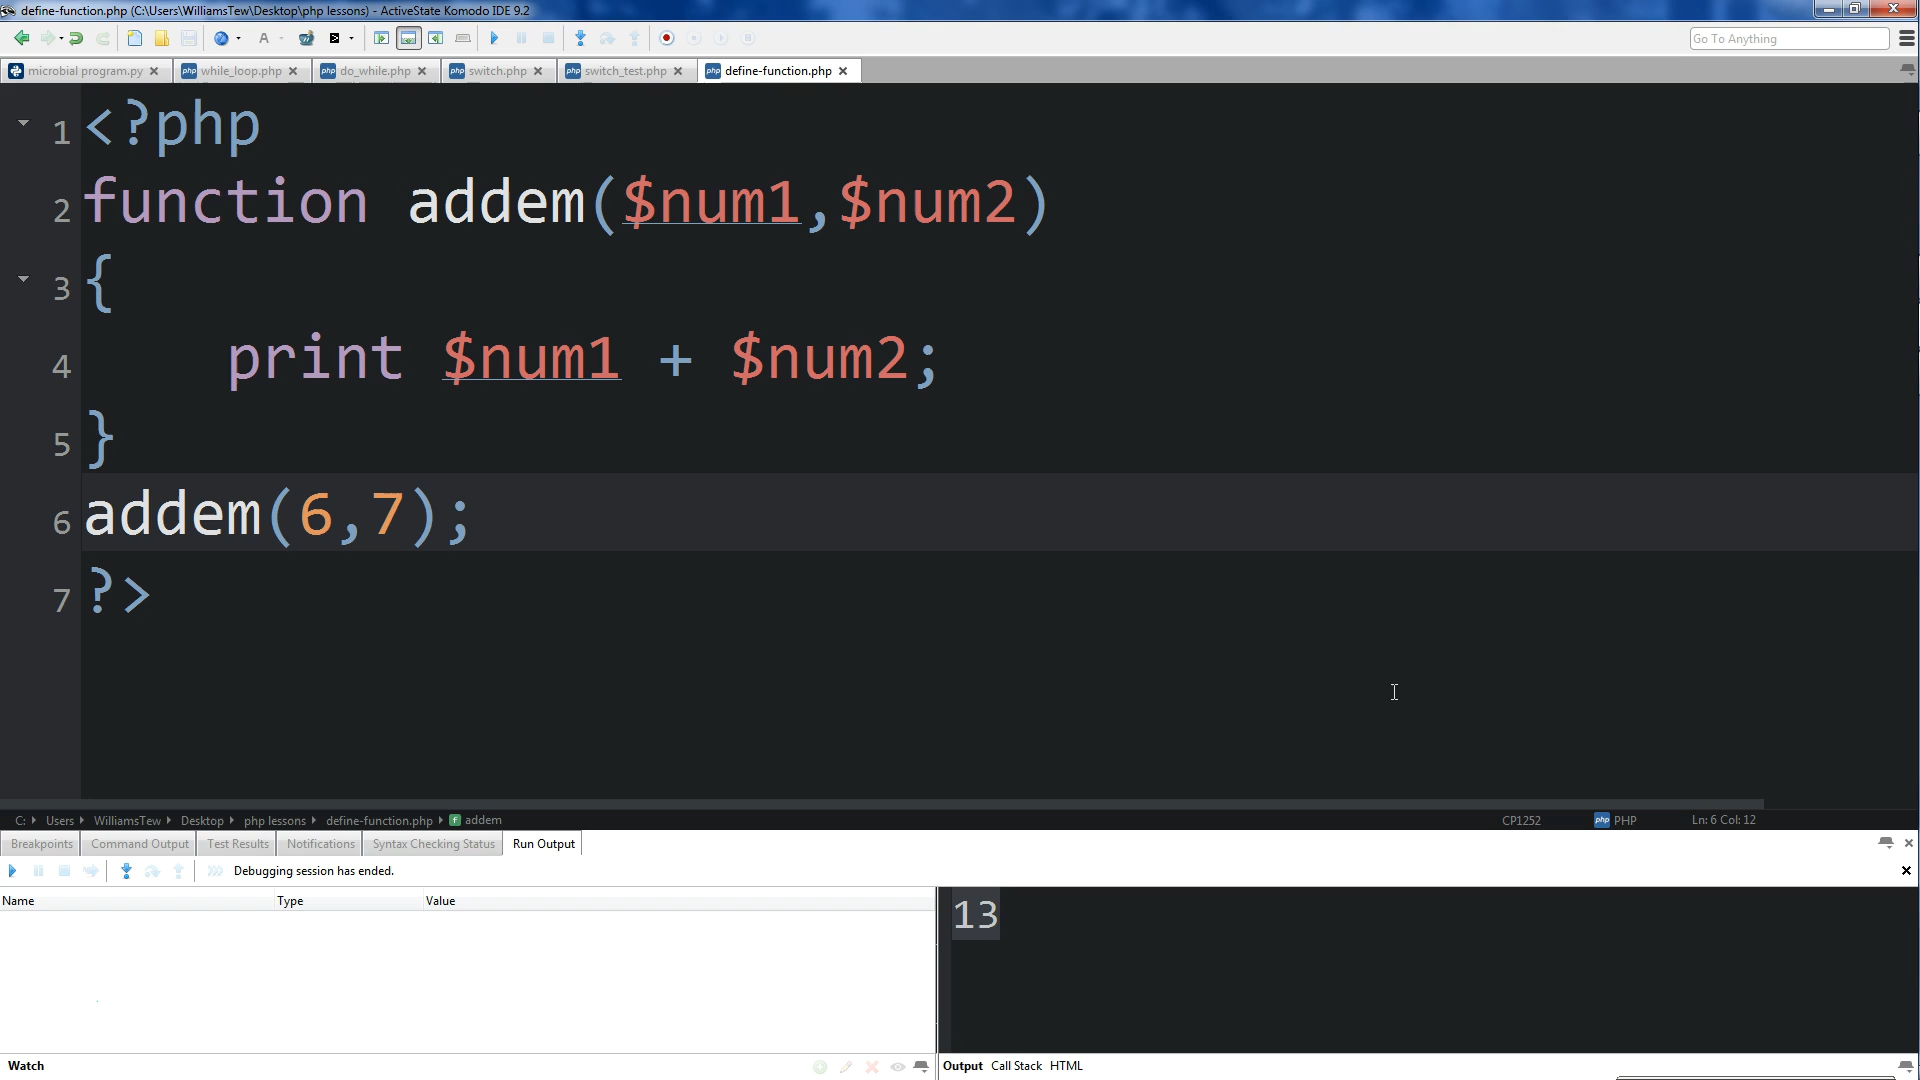 define-function.php (C:\Users\WilliamsTew\Desktop\php lessons) - ActiveState Komodo IDE 9.2
Go To Anything
microbial program.py while_loop.php do_while.php switch.php switch_test.php define-function.php
1 <?php
2 function addem($num1,$num2)
3 {
4 print $num1 + $num2;
5 }
6 addem(6,7);
7 ?>
C: Users WilliamsTew Desktop php lessons define-function.php f addem CP1252 php PHP Ln: 6 Col: 12
Breakpoints Command Output Test Results Notifications Syntax Checking Status Run Output
Debugging session has ended.
Name Type Value
13
Watch
Output Call Stack HTML